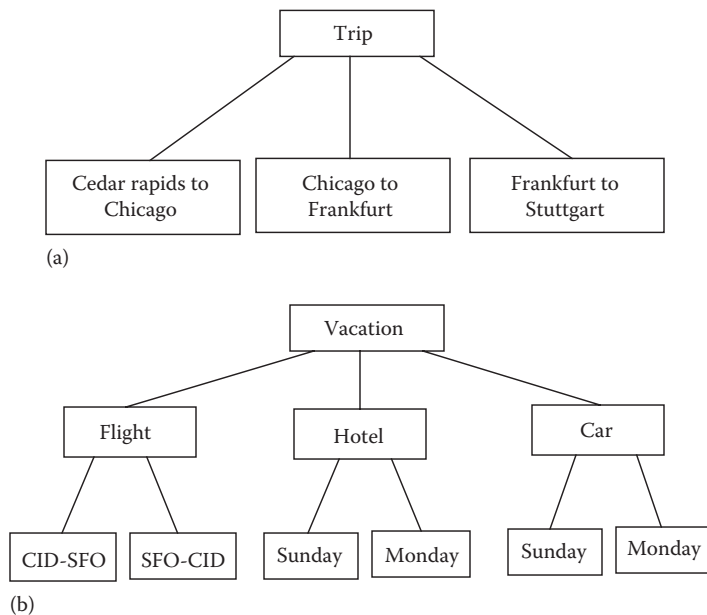 Trip
Cedar rapids to
Chicago
Chicago to
Frankfurt
Frankfurt to
Stuttgart
(a)
Vacation
Flight
Hotel
Car
CID-SFO
SFO-CID
Sunday
Monday
Sunday
Monday
(b)